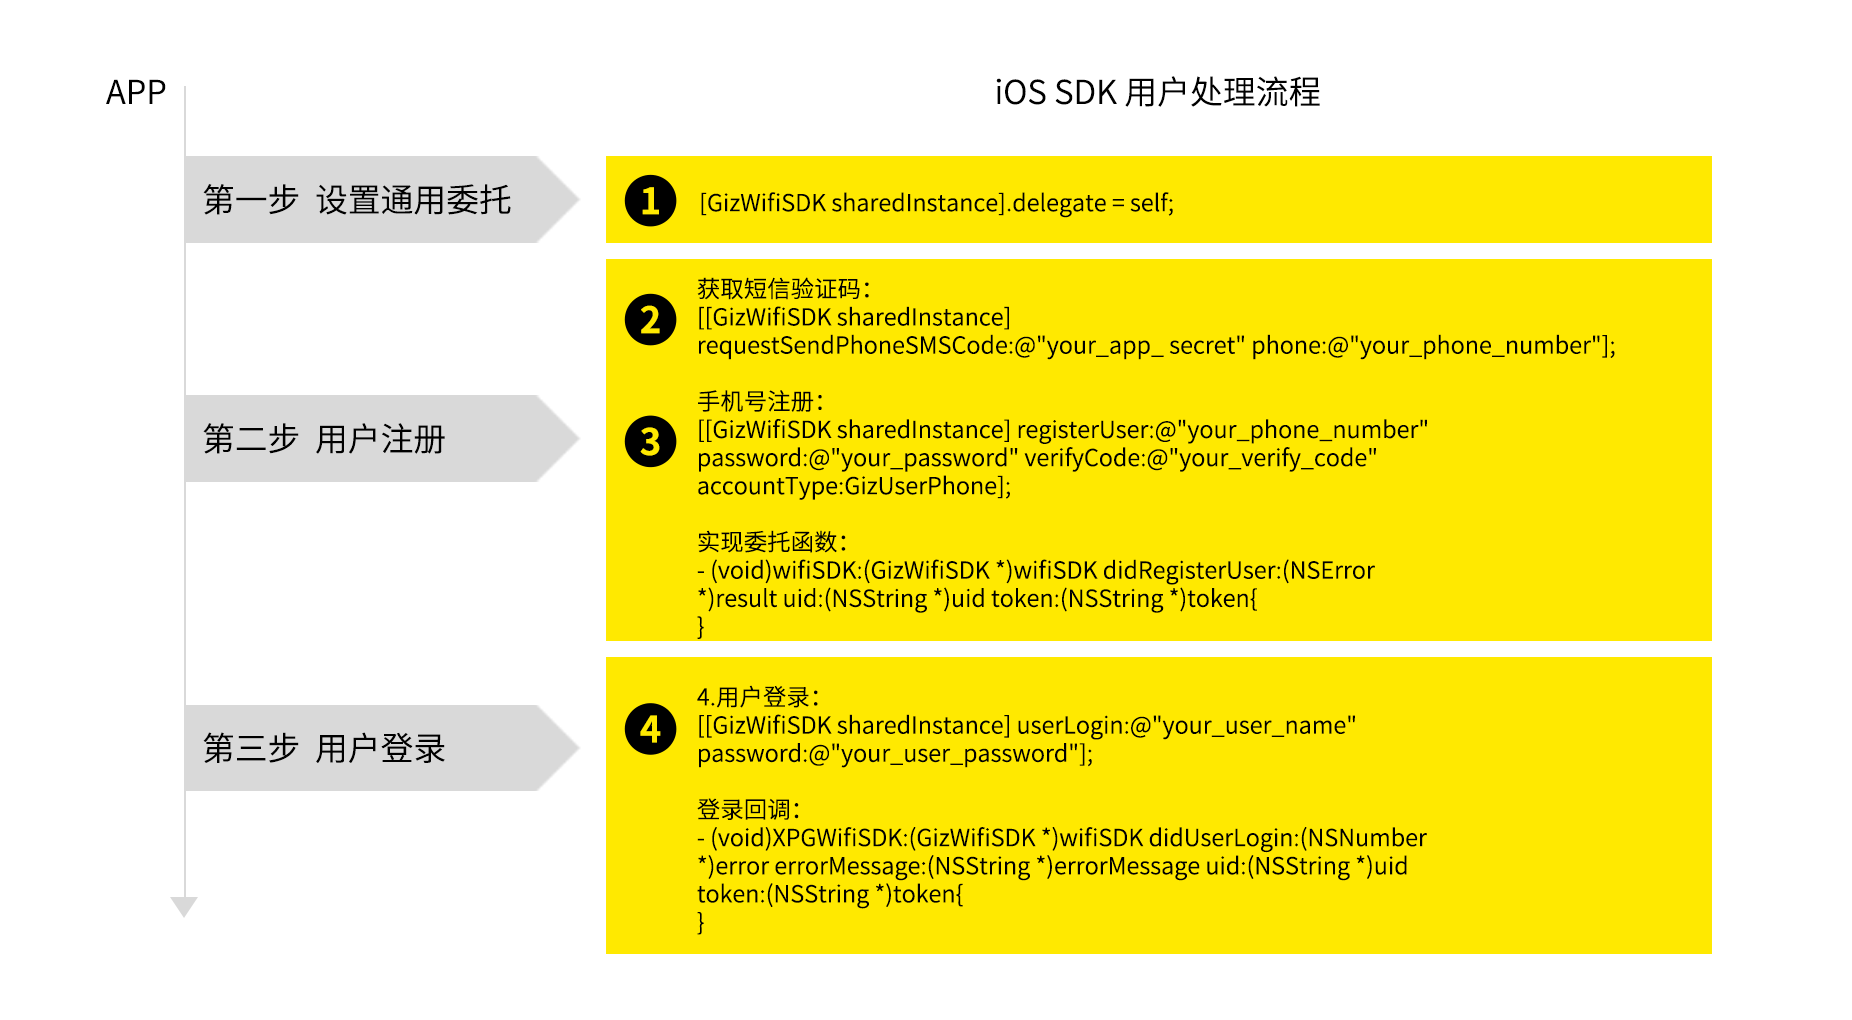 APP
iOS SDK 用户处理流程
第一步 设置通用委托
1
[GizWifiSDK sharedInstance].delegate = self;
第二步 用户注册
2
获取短信验证码：
[[GizWifiSDK sharedInstance]
requestSendPhoneSMSCode:@"your_app_ secret" phone:@"your_phone_number"];
3
手机号注册：
[[GizWifiSDK sharedInstance] registerUser:@"your_phone_number"
password:@"your_password" verifyCode:@"your_verify_code"
accountType:GizUserPhone];
实现委托函数：
- (void)wifiSDK:(GizWifiSDK *)wifiSDK didRegisterUser:(NSError
*)result uid:(NSString *)uid token:(NSString *)token{
}
第三步 用户登录
4
4.用户登录：
[[GizWifiSDK sharedInstance] userLogin:@"your_user_name"
password:@"your_user_password"];
登录回调：
- (void)XPGWifiSDK:(GizWifiSDK *)wifiSDK didUserLogin:(NSNumber
*)error errorMessage:(NSString *)errorMessage uid:(NSString *)uid
token:(NSString *)token{
}